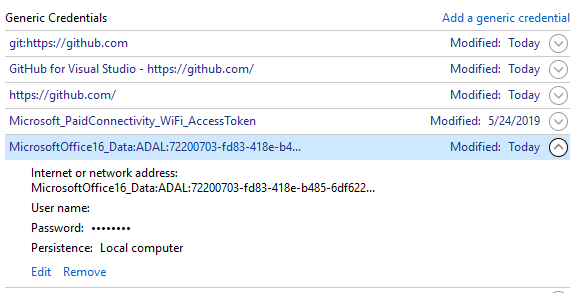 Generic Credentials Add a generic credential
git:https://github.com Modified: Today
GitHub for Visual Studio - https://github.com/ Modified: Today
https://github.com/ Modified: Today
Microsoft_PaidConnectivity_WiFi_AccessToken Modified: 5/24/2019
MicrosoftOffice16_Data:ADAL:72200703-fd83-418e-b4... Modified: Today
Internet or network address:
MicrosoftOffice16_Data:ADAL:72200703-fd83-418e-b485-6df622...
User name:
Password: ••••••••
Persistence: Local computer
Edit Remove